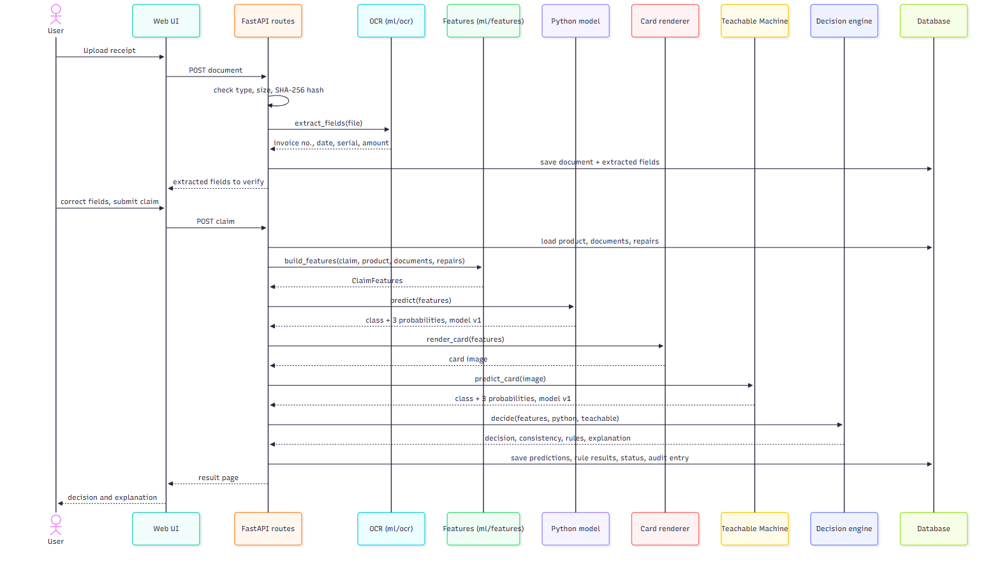 User
Web UI
FastAPI routes
OCR (ml/ocr)
Features (ml/features)
Python model
Card renderer
Teachable Machine
Decision engine
Database
Upload receipt
POST document
check type, size, SHA-256 hash
extract_fields(file)
invoice no., date, serial, amount
save document + extracted fields
extracted fields to verify
correct fields, submit claim
POST claim
load product, documents, repairs
build_features(claim, product, documents, repairs)
ClaimFeatures
predict(features)
class + 3 probabilities, model v1
render_card(features)
card image
predict_card(image)
class + 3 probabilities, model v1
decide(features, python, teachable)
decision, consistency, rules, explanation
save predictions, rule results, status, audit entry
result page
decision and explanation
User
Web UI
FastAPI routes
OCR (ml/ocr)
Features (ml/features)
Python model
Card renderer
Teachable Machine
Decision engine
Database